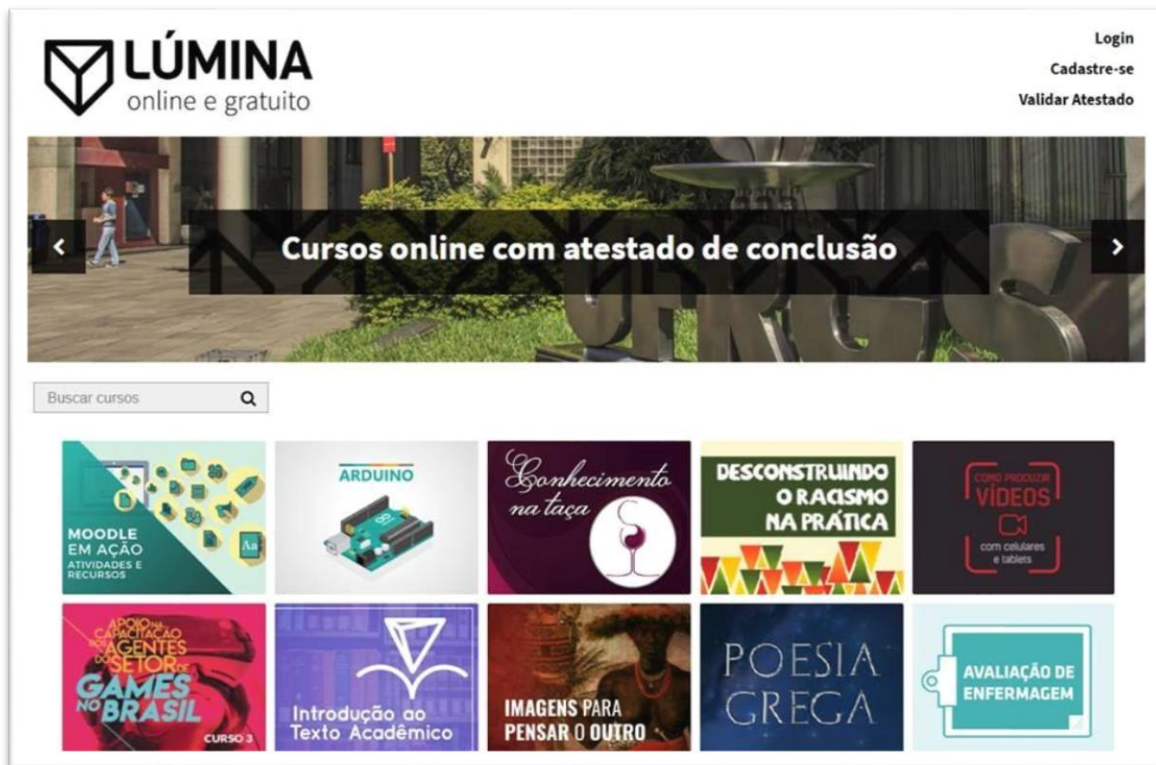 LÚMINA
online e gratuito
Login
Cadastre-se
Validar Atestado
Cursos online com atestado de conclusão
UFRGS
Buscar cursos
MOODLE
EM AÇÃO
ATIVIDADES E
RECURSOS
Aa
ARDUINO
Conhecimento
na taça
DESCONSTRUINDO
O RACISMO
NA PRÁTICA
COMO PRODUZIR
VÍDEOS
com celulares
e tablets
APOIO NA
CAPACITAÇÃO
DOS AGENTES
DO SETOR DE
GAMES
NO BRASIL
CURSO 3
Introdução ao
Texto Acadêmico
IMAGENS PARA
PENSAR O OUTRO
POESIA
GREGA
AVALIAÇÃO DE
ENFERMAGEM